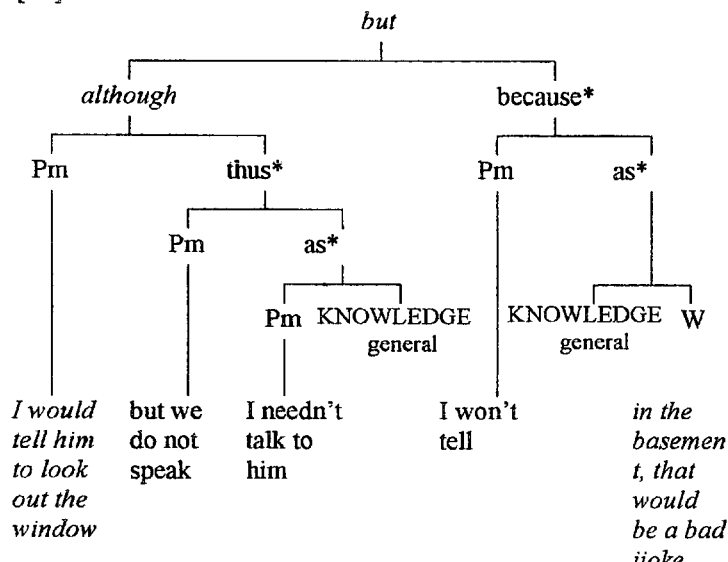 but
although because*
Pm thus* Pm as*
Pm as*
Pm KNOWLEDGE KNOWLEDGE W
general general
I would but we I needn't I won't in the
tell him do not talk to tell basemen
to look speak him t, that
out the would
window be a bad
ijoke